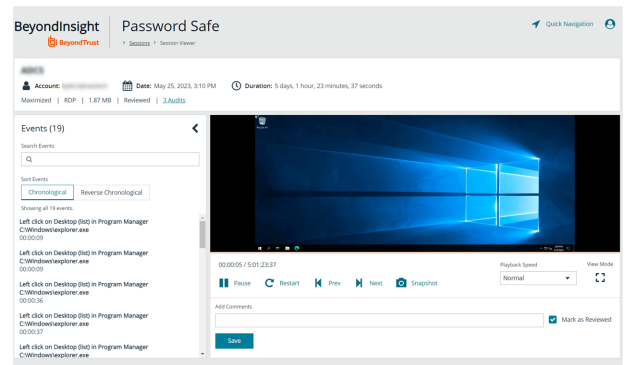 BeyondInsight
BeyondTrust
Password Safe
Sessions > Session Viewer
Quick Navigation
Account:
Date: May 25, 2023, 3:10 PM
Duration: 5 days, 1 hour, 23 minutes, 37 seconds
Maximized | RDP | 1.87 MB | Reviewed | 3 Audits
Events (19)
Search Events
Sort Events
Chronological
Reverse Chronological
Showing all 19 events.
Left click on Desktop (list) in Program Manager
C:\Windows\explorer.exe
00:00:09
Left click on Desktop (list) in Program Manager
C:\Windows\explorer.exe
00:00:09
Left click on Desktop (list) in Program Manager
C:\Windows\explorer.exe
00:00:36
Left click on Desktop (list) in Program Manager
C:\Windows\explorer.exe
00:00:37
Left click on Desktop (list) in Program Manager
C:\Windows\explorer.exe
00:00:05 / 5:01:23:37
Pause
Restart
Prev
Next
Snapshot
Playback Speed
Normal
View Mode
Add Comments
Mark as Reviewed
Save